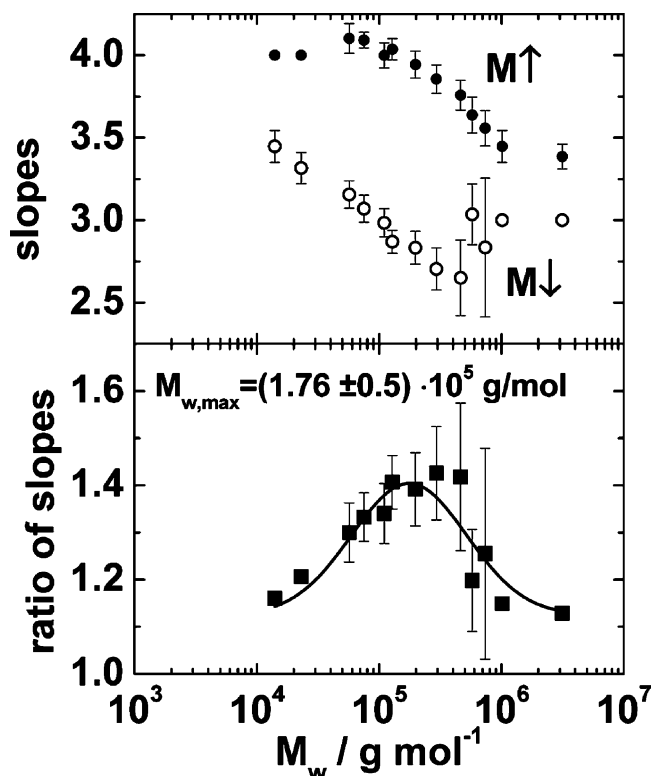 4.0
3.5
3.0
2.5
slopes
M↑
M↓
M_w,max=(1.76 ±0.5) ·10^5 g/mol
1.6
1.4
1.2
1.0
ratio of slopes
10^3 10^4 10^5 10^6 10^7
M_w / g mol^-1